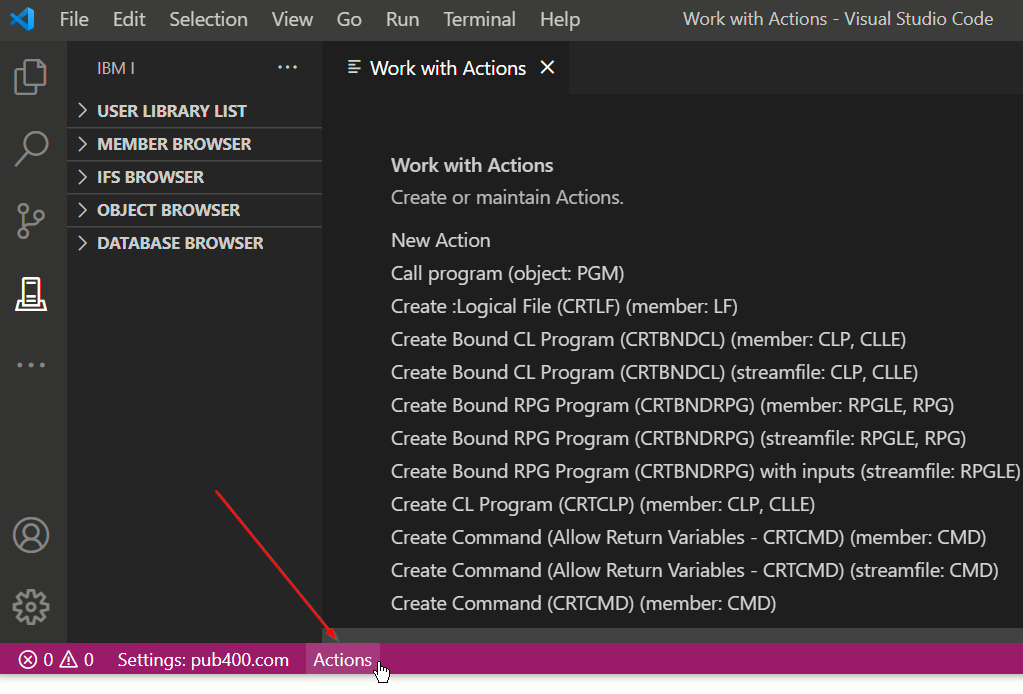 File Edit Selection View Go Run Terminal Help Work with Actions - Visual Studio Code
IBM I
Work with Actions
USER LIBRARY LIST
MEMBER BROWSER
IFS BROWSER
OBJECT BROWSER
DATABASE BROWSER
Work with Actions
Create or maintain Actions.
New Action
Call program (object: PGM)
Create :Logical File (CRTLF) (member: LF)
Create Bound CL Program (CRTBNDCL) (member: CLP, CLLE)
Create Bound CL Program (CRTBNDCL) (streamfile: CLP, CLLE)
Create Bound RPG Program (CRTBNDRPG) (member: RPGLE, RPG)
Create Bound RPG Program (CRTBNDRPG) (streamfile: RPGLE, RPG)
Create Bound RPG Program (CRTBNDRPG) with inputs (streamfile: RPGLE)
Create CL Program (CRTCLP) (member: CLP, CLLE)
Create Command (Allow Return Variables - CRTCMD) (member: CMD)
Create Command (Allow Return Variables - CRTCMD) (streamfile: CMD)
Create Command (CRTCMD) (member: CMD)
0 0 Settings: pub400.com Actions